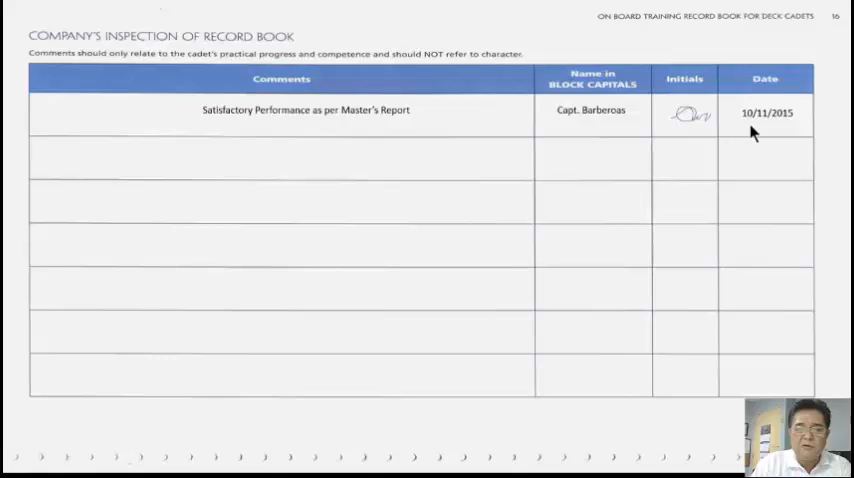 ON BOARD TRAINING RECORD BOOK FOR DECK CADETS 16
COMPANY'S INSPECTION OF RECORD BOOK
Comments should only relate to the cadet's practical progress and competence and should NOT refer to character.
Comments
Name in
BLOCK CAPITALS
Initials
Date
Satisfactory Performance as per Master's Report
Capt. Barberoas
10/11/2015